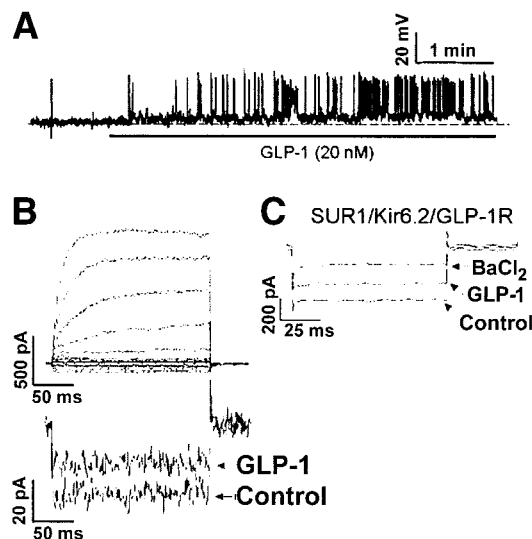 A
20 mV
1 min
GLP-1 (20 nM)
B
500 pA
50 ms
GLP-1
Control
20 pA
50 ms
C
SUR1/Kir6.2/GLP-1R
BaCl₂
GLP-1
Control
200 pA
25 ms